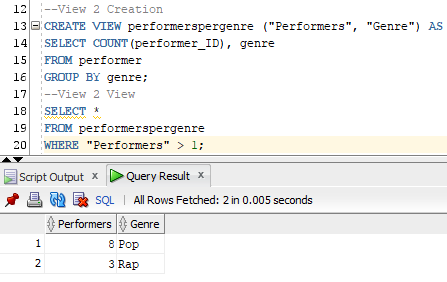 12 --View 2 Creation
13 CREATE VIEW performerspergenre ("Performers", "Genre") AS
14 SELECT COUNT(performer_ID), genre
15 FROM performer
16 GROUP BY genre;
17 --View 2 View
18 SELECT *
19 FROM performerspergenre
20 WHERE "Performers" > 1;
Script Output x Query Result x
SQL | All Rows Fetched: 2 in 0.005 seconds
Performers Genre
1 8 Pop
2 3 Rap